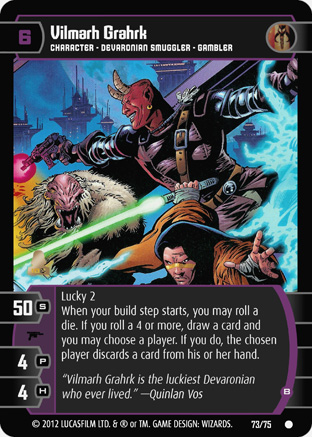 6
Vilmarh Grahrk
CHARACTER - DEVARONIAN SMUGGLER - GAMBLER
50 S
4 P
4 H
Lucky 2
When your build step starts, you may roll a
die. If you roll a 4 or more, draw a card and
you may choose a player. If you do, the chosen
player discards a card from his or her hand.
“Vilmarh Grahrk is the luckiest Devaronian
who ever lived.” —Quinlan Vos
B
© 2012 LUCASFILM LTD. & ® or TM. GAME DESIGN: WIZARDS. 73/75